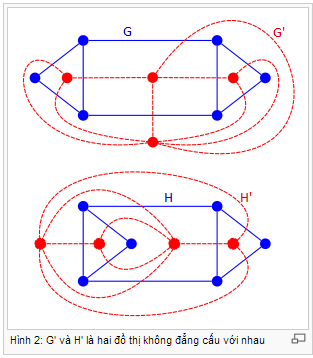 G
G'
H
H'
Hình 2: G' và H' là hai đồ thị không đẳng cấu với nhau